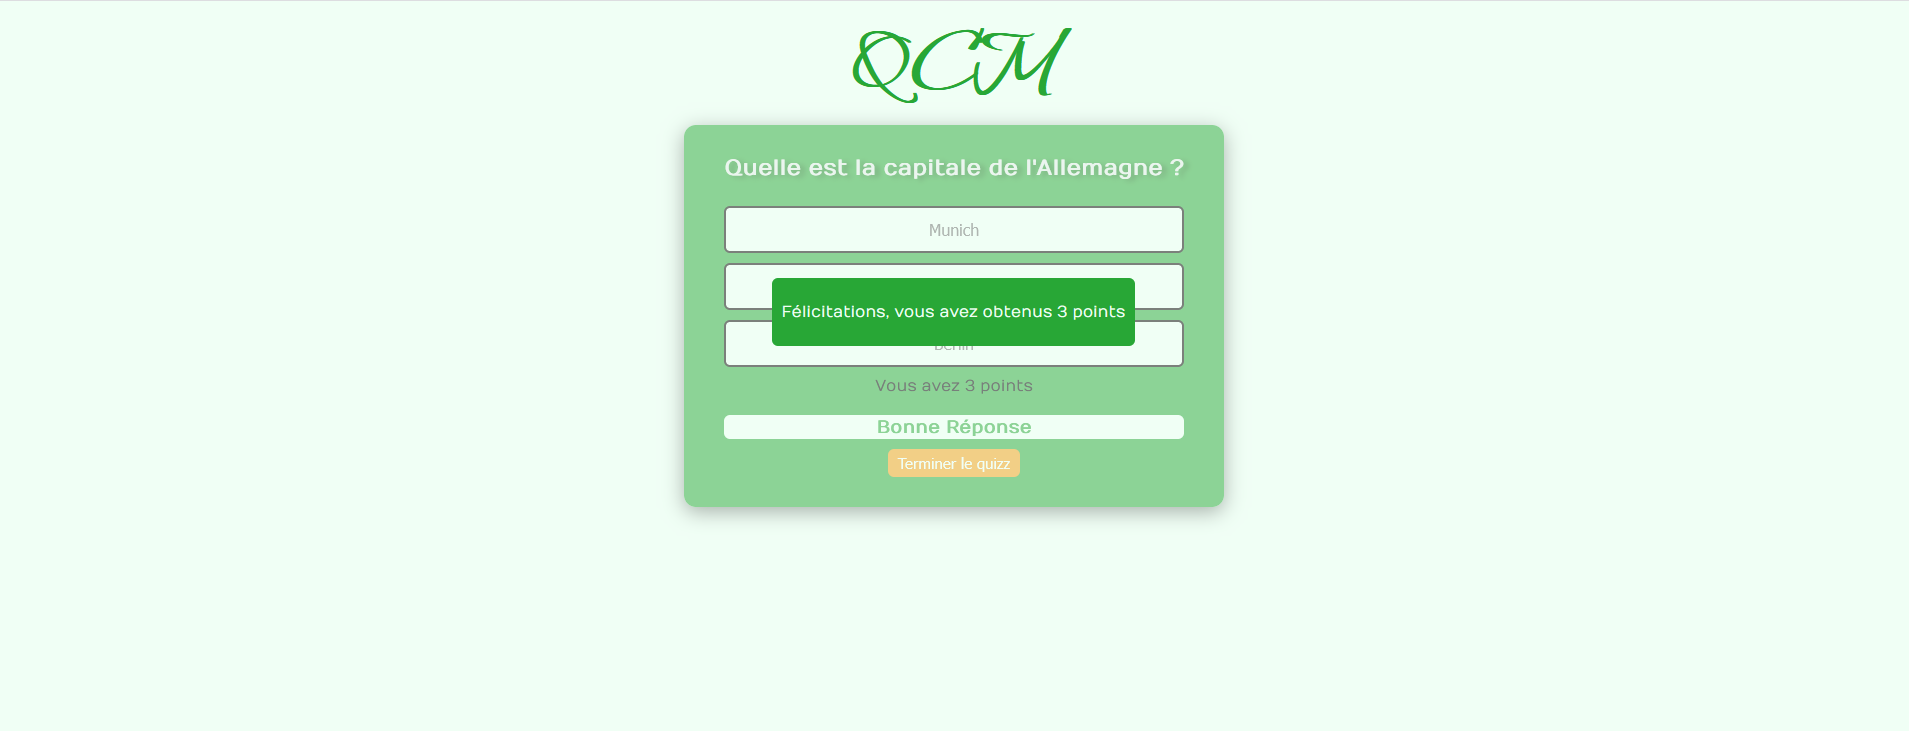 QCM
Quelle est la capitale de l'Allemagne ?
Munich
Félicitations, vous avez obtenus 3 points
Berlin
Vous avez 3 points
Bonne Réponse
Terminer le quizz